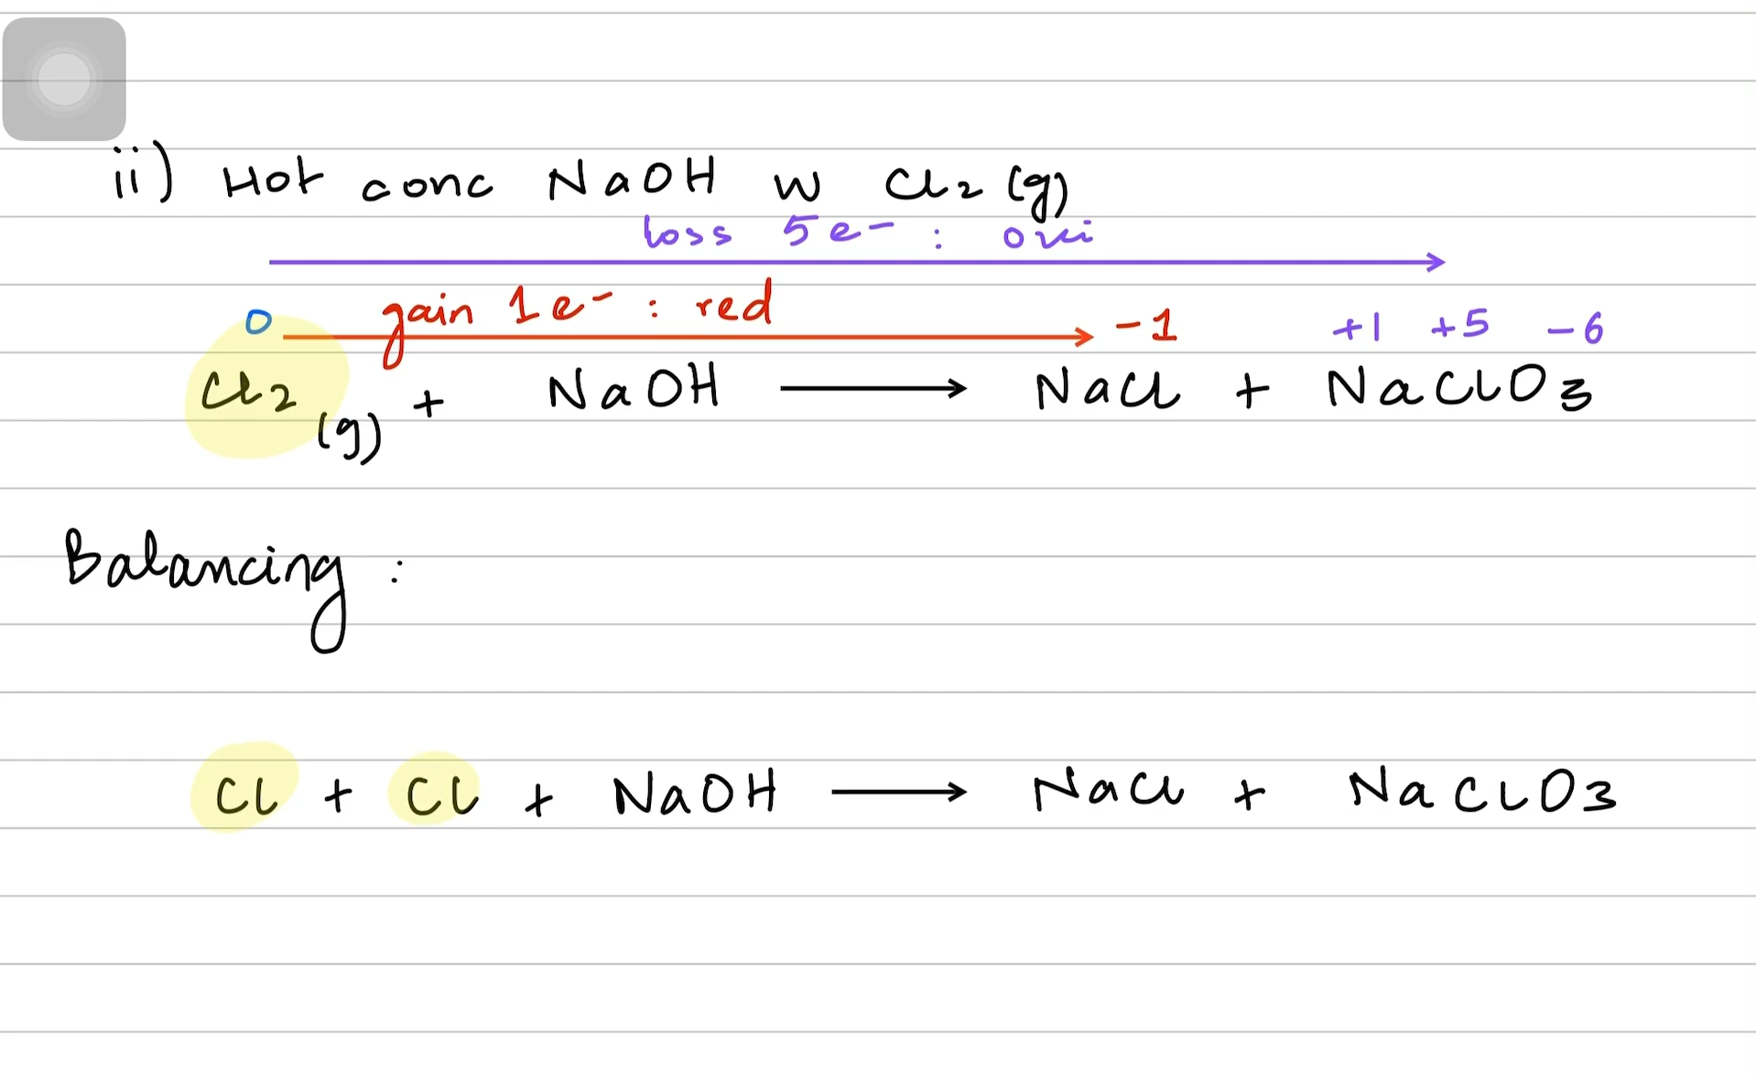 ii) Hot conc NaOH w Cl₂ (g)
loss 5e⁻ : oxi
gain 1e⁻ : red
0 -1 +1 +5 -6
Cl₂ (g) + NaOH ⟶ NaCl + NaClO₃
Balancing :
Cl + Cl + NaOH ⟶ NaCl + NaClO₃